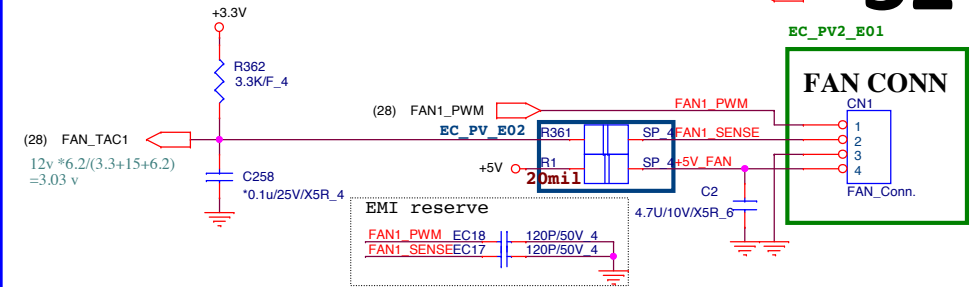 +3.3V
EC_PV2_E01
R362
3.3K/F_4
FAN CONN
(28) FAN1_PWM
FAN1_PWM
CN1
(28) FAN_TAC1
EC_PV_E02
R361
SP_4
FAN1_SENSE
1
2
3
4
12v *6.2/(3.3+15+6.2)
=3.03 v
+5V
R1
SP_4
+5V_FAN
20mil
C258
*0.1u/25V/X5R_4
C2
4.7U/10V/X5R_6
FAN_Conn.
EMI reserve
FAN1_PWM EC18 120P/50V_4
FAN1_SENSE EC17 120P/50V_4